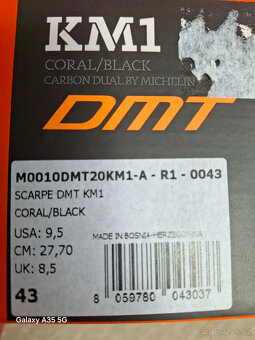 KM1
CORAL/BLACK
CARBON DUAL BY MICHELIN
DMT
M0010DMT20KM1-A - R1 - 0043
SCARPE DMT KM1
CORAL/BLACK
USA: 9,5
CM: 27,70
UK: 8,5
MADE IN BOSNIA-HERZEGOWINA
43
8 059780 043037
Galaxy A35 5G